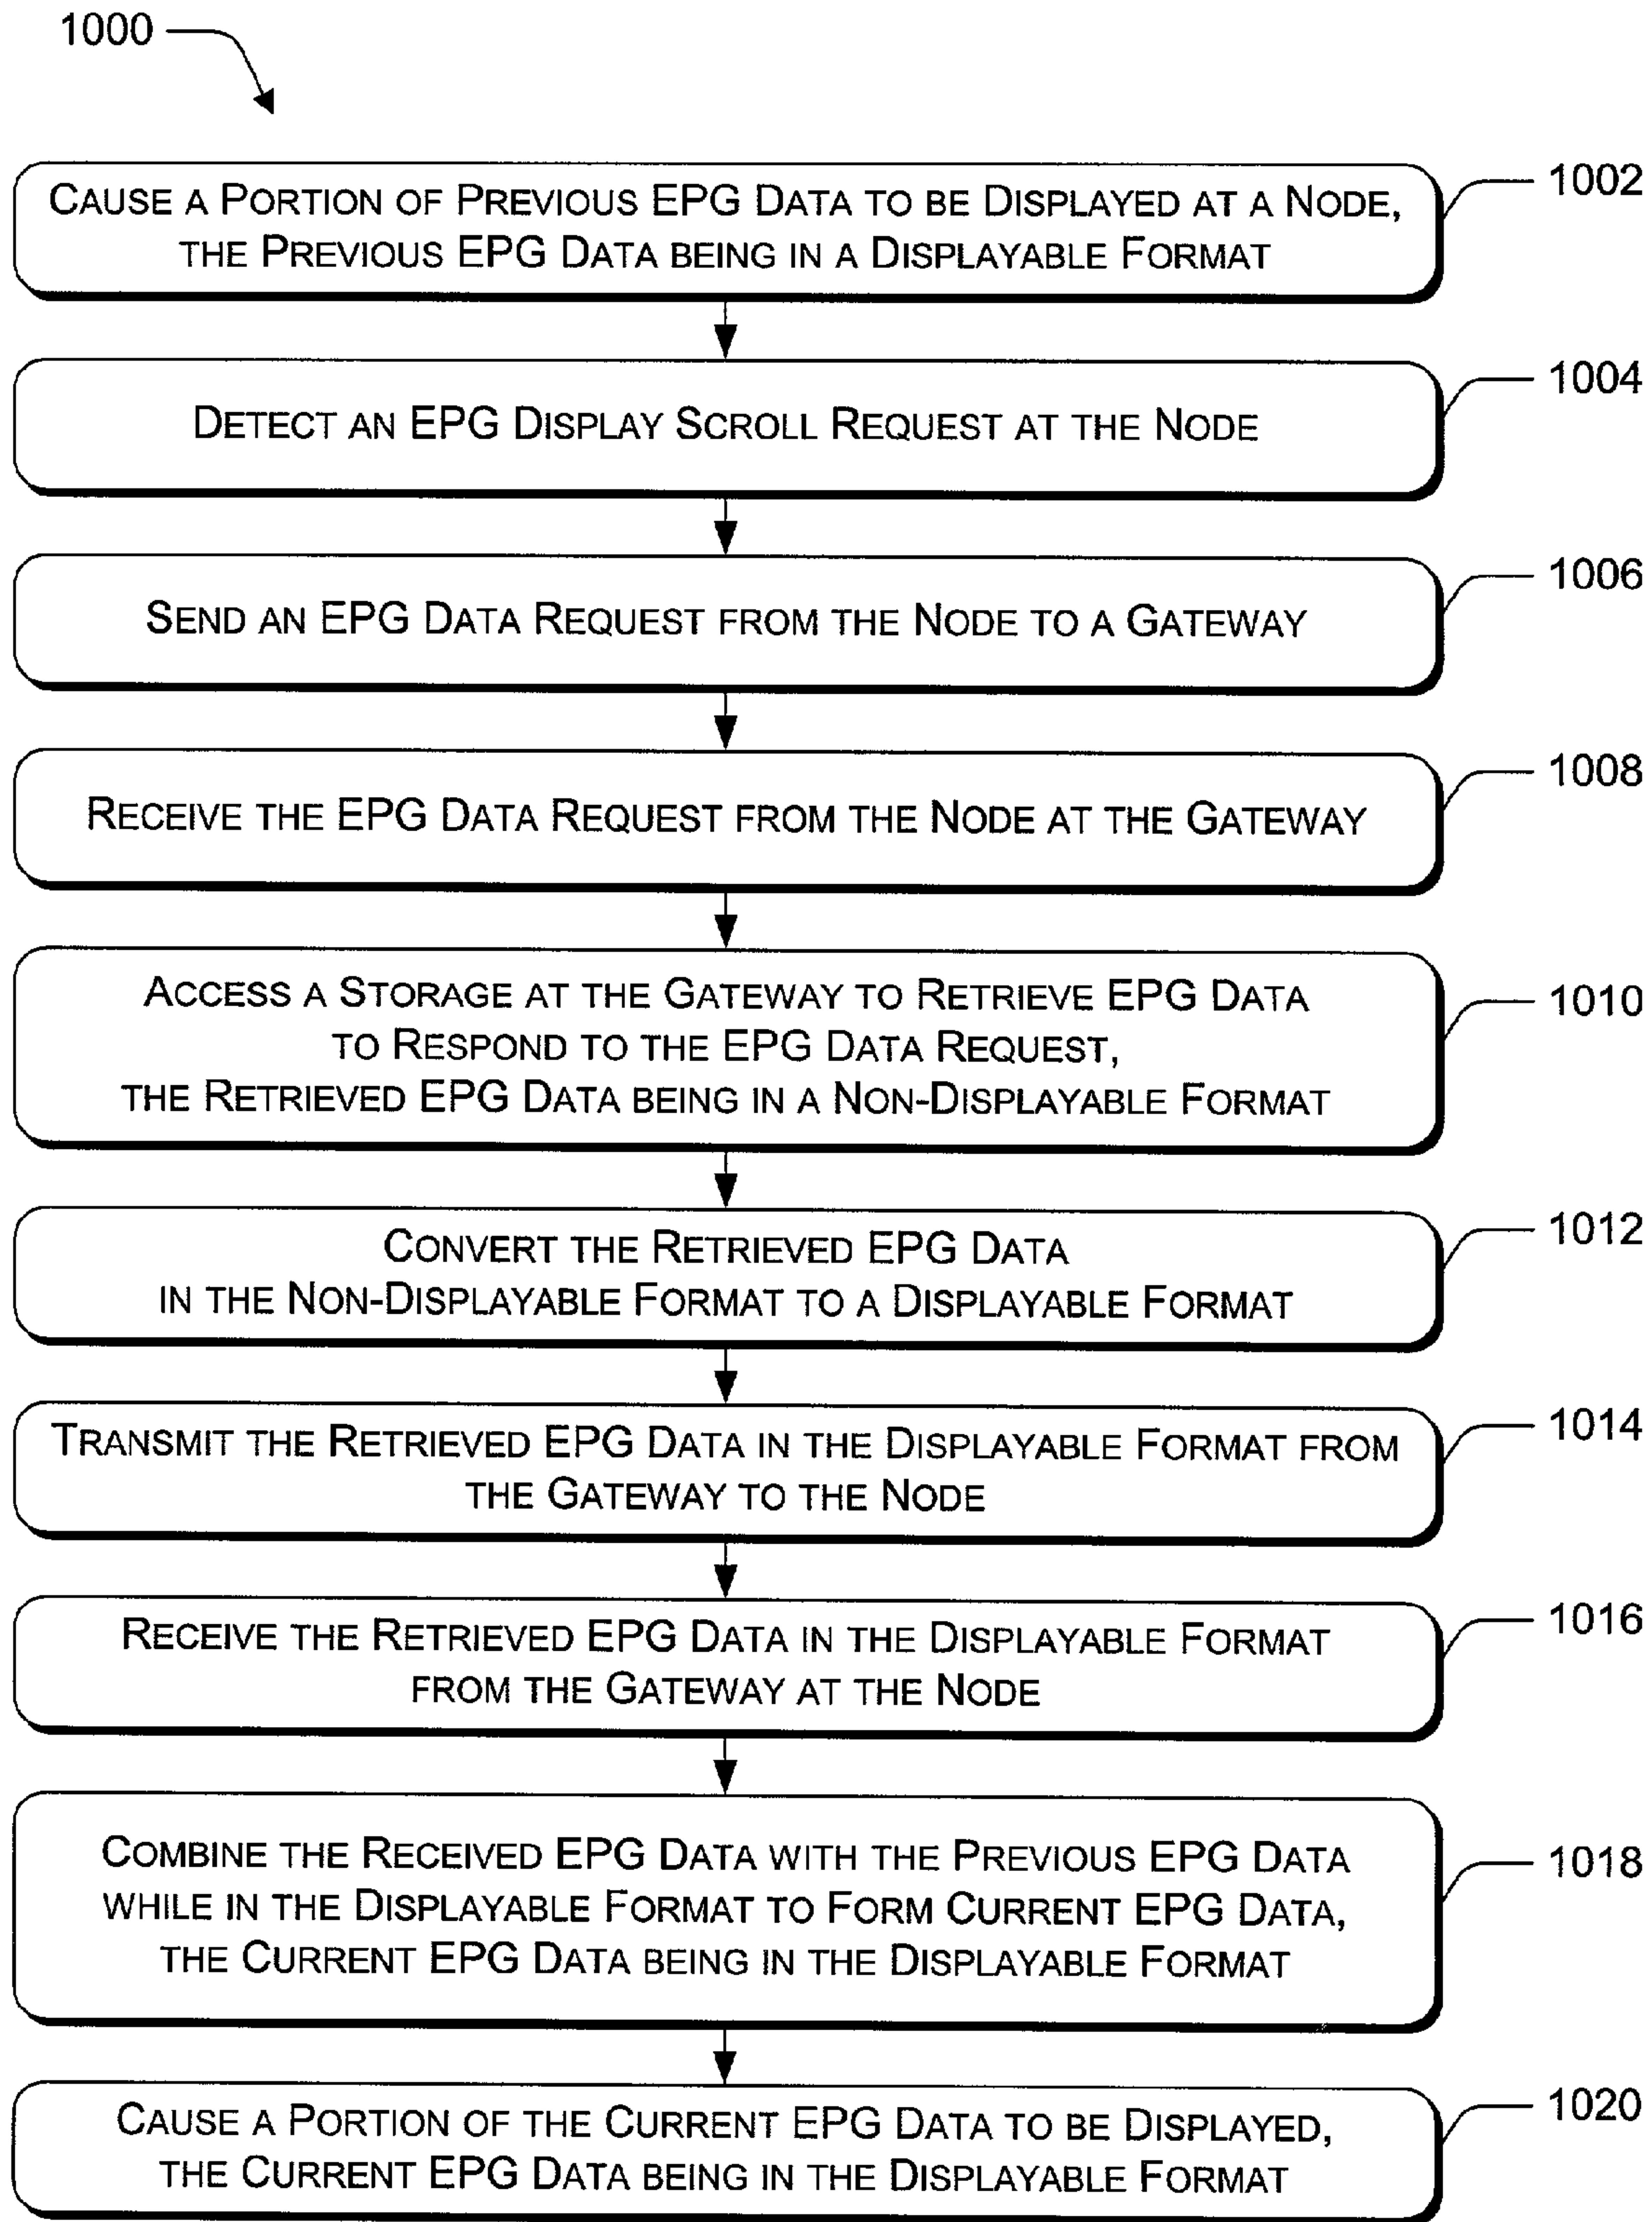 1000
CAUSE A PORTION OF PREVIOUS EPG DATA TO BE DISPLAYED AT A NODE,
THE PREVIOUS EPG DATA BEING IN A DISPLAYABLE FORMAT
1002
DETECT AN EPG DISPLAY SCROLL REQUEST AT THE NODE
1004
SEND AN EPG DATA REQUEST FROM THE NODE TO A GATEWAY
1006
RECEIVE THE EPG DATA REQUEST FROM THE NODE AT THE GATEWAY
1008
ACCESS A STORAGE AT THE GATEWAY TO RETRIEVE EPG DATA
TO RESPOND TO THE EPG DATA REQUEST,
THE RETRIEVED EPG DATA BEING IN A NON-DISPLAYABLE FORMAT
1010
CONVERT THE RETRIEVED EPG DATA
IN THE NON-DISPLAYABLE FORMAT TO A DISPLAYABLE FORMAT
1012
TRANSMIT THE RETRIEVED EPG DATA IN THE DISPLAYABLE FORMAT FROM
THE GATEWAY TO THE NODE
1014
RECEIVE THE RETRIEVED EPG DATA IN THE DISPLAYABLE FORMAT
FROM THE GATEWAY AT THE NODE
1016
COMBINE THE RECEIVED EPG DATA WITH THE PREVIOUS EPG DATA
WHILE IN THE DISPLAYABLE FORMAT TO FORM CURRENT EPG DATA,
THE CURRENT EPG DATA BEING IN THE DISPLAYABLE FORMAT
1018
CAUSE A PORTION OF THE CURRENT EPG DATA TO BE DISPLAYED,
THE CURRENT EPG DATA BEING IN THE DISPLAYABLE FORMAT
1020